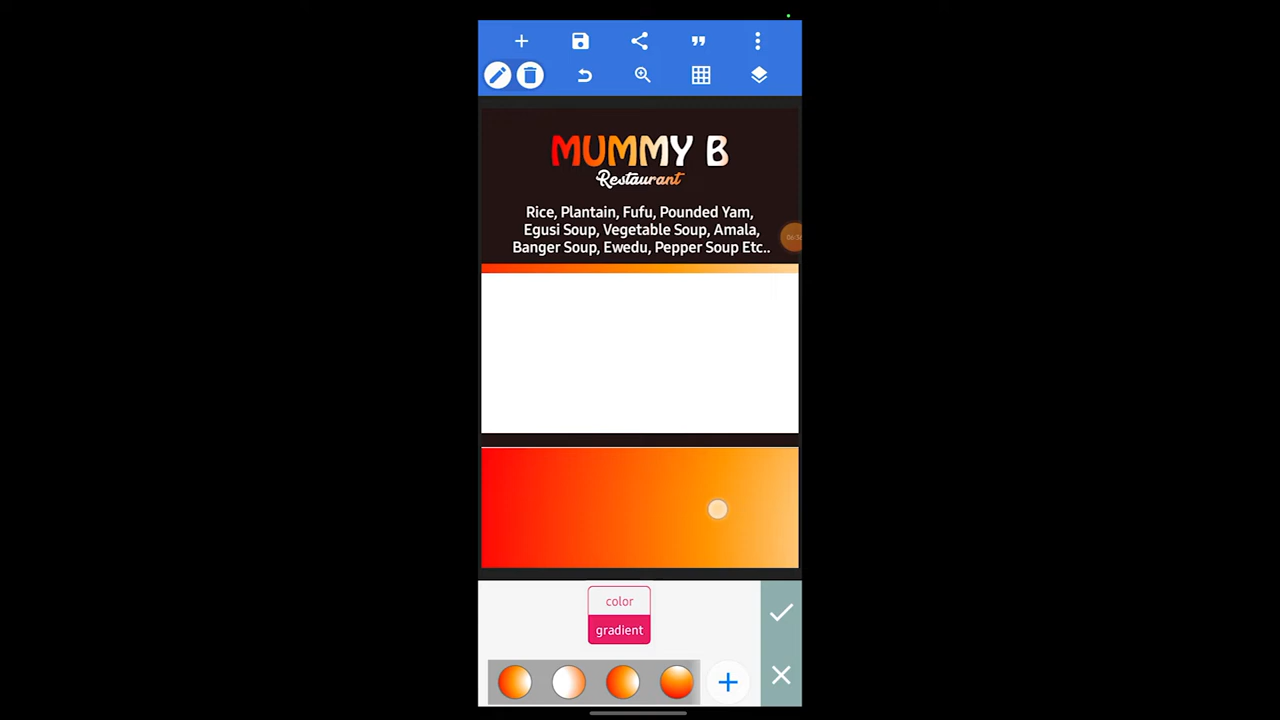 MUMMY B
Restaurant
Rice, Plantain, Fufu, Pounded Yam,
Egusi Soup, Vegetable Soup, Amala,
Banger Soup, Ewedu, Pepper Soup Etc..
color
gradient